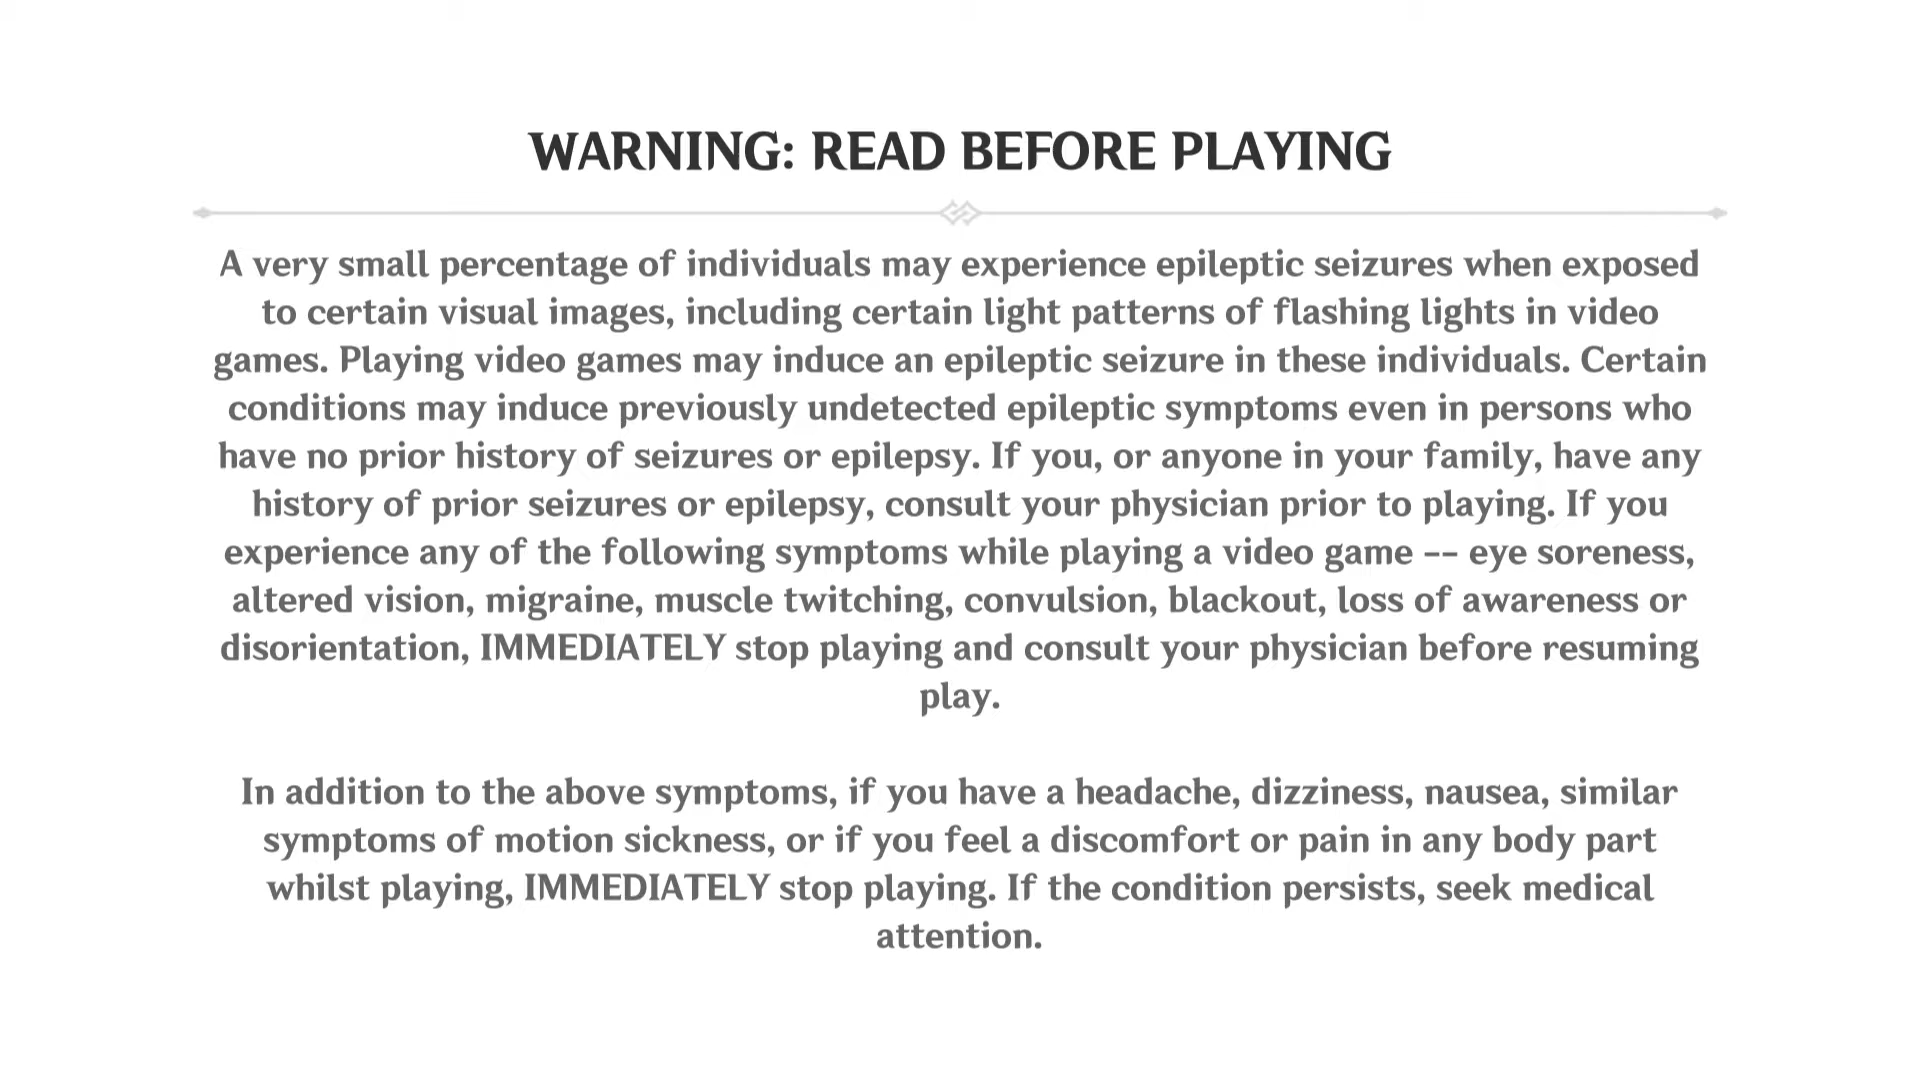 WARNING: READ BEFORE PLAYING
A very small percentage of individuals may experience epileptic seizures when exposed
to certain visual images, including certain light patterns of flashing lights in video
games. Playing video games may induce an epileptic seizure in these individuals. Certain
conditions may induce previously undetected epileptic symptoms even in persons who
have no prior history of seizures or epilepsy. If you, or anyone in your family, have any
history of prior seizures or epilepsy, consult your physician prior to playing. If you
experience any of the following symptoms while playing a video game -- eye soreness,
altered vision, migraine, muscle twitching, convulsion, blackout, loss of awareness or
disorientation, IMMEDIATELY stop playing and consult your physician before resuming
play.
In addition to the above symptoms, if you have a headache, dizziness, nausea, similar
symptoms of motion sickness, or if you feel a discomfort or pain in any body part
whilst playing, IMMEDIATELY stop playing. If the condition persists, seek medical
attention.